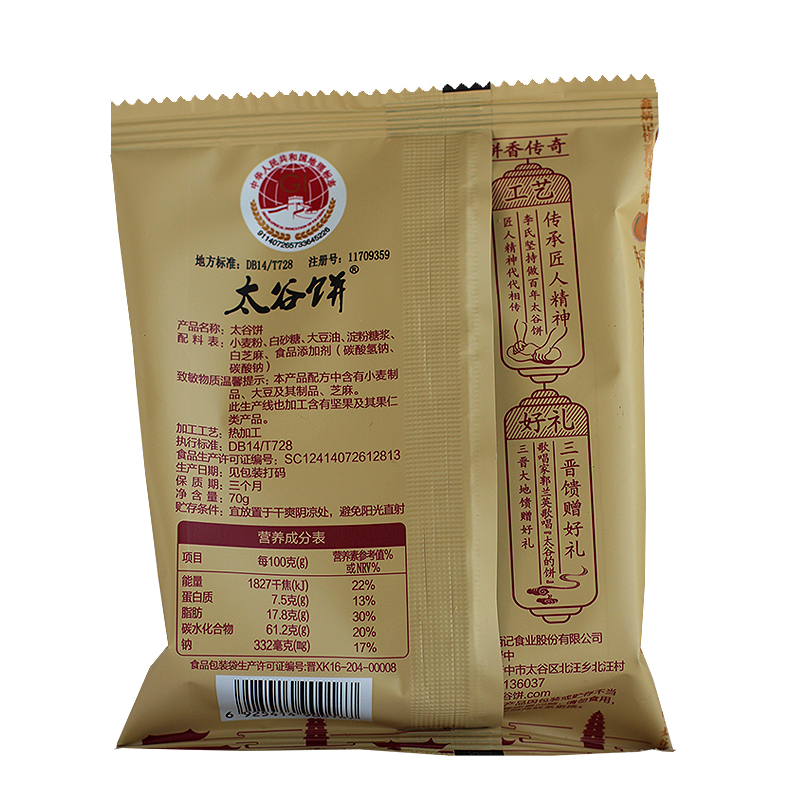 中华人民共和国地理标志
GI
911407265733645226
地方标准：DB14/T728 注册号：11709359
太谷饼®
产品名称：太谷饼
配料表：小麦粉、白砂糖、大豆油、淀粉糖浆、
白芝麻、食品添加剂（碳酸氢钠、
碳酸钠）
致敏物质温馨提示：本产品配方中含有小麦制
品、大豆及其制品、芝麻。
此生产线也加工含有坚果及其果仁
类产品。
加工工艺：热加工
执行标准：DB14/T728
食品生产许可证编号：SC12414072612813
生产日期：见包装打码
保质期：三个月
净含量：70g
贮存条件：宜放置于干爽阴凉处，避免阳光直射
营养成分表
项目 每100克(g) 营养素参考值%
或NRV%
能量 1827千焦(kJ) 22%
蛋白质 7.5克(g) 13%
脂肪 17.8克(g) 30%
碳水化合物 61.2克(g) 20%
钠 332毫克(mg) 17%
食品包装袋生产许可证编号:晋XK16-204-00008
饼香传奇
工艺
传承匠人精神
李氏坚持做百年太谷饼
匠人精神代代相传
好礼
三晋馈赠好礼
歌唱家郭兰英歌唱“太谷的饼”
三晋大地馈赠好礼
记食业股份有限公司
中
中市太谷区北汪乡北汪村
136037
谷饼.com
产品因包装或贮存不当
请勿食用，